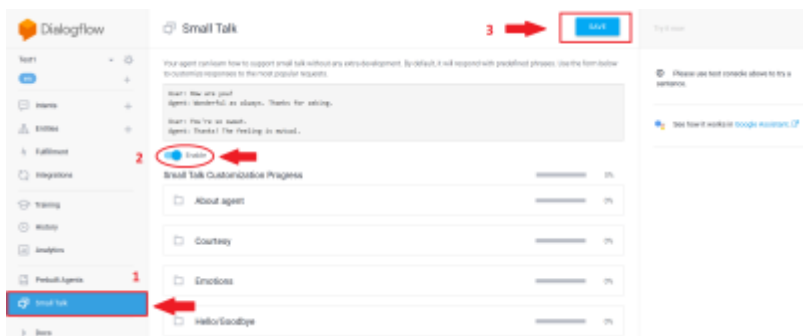 Dialogflow
Test1
Intents
Entities
Fulfillment
Integrations
Training
History
Analytics
Prebuilt Agents
1
Small Talk
Docs
Small Talk
3
SAVE
Your agent can learn how to support small talk without any extra development. By default, it will respond with predefined phrases. Use the form below
to customize responses to the most popular requests.
User: How are you?
Agent: Wonderful as always. Thanks for asking.
User: You're so sweet.
Agent: Thanks! The feeling is mutual.
2
Enable
Small Talk Customization Progress
0%
About agent
0%
Courtesy
0%
Emotions
0%
Hello/Goodbye
0%
Try it now
Please use test console above to try a
sentence.
See how it works in Google Assistant.